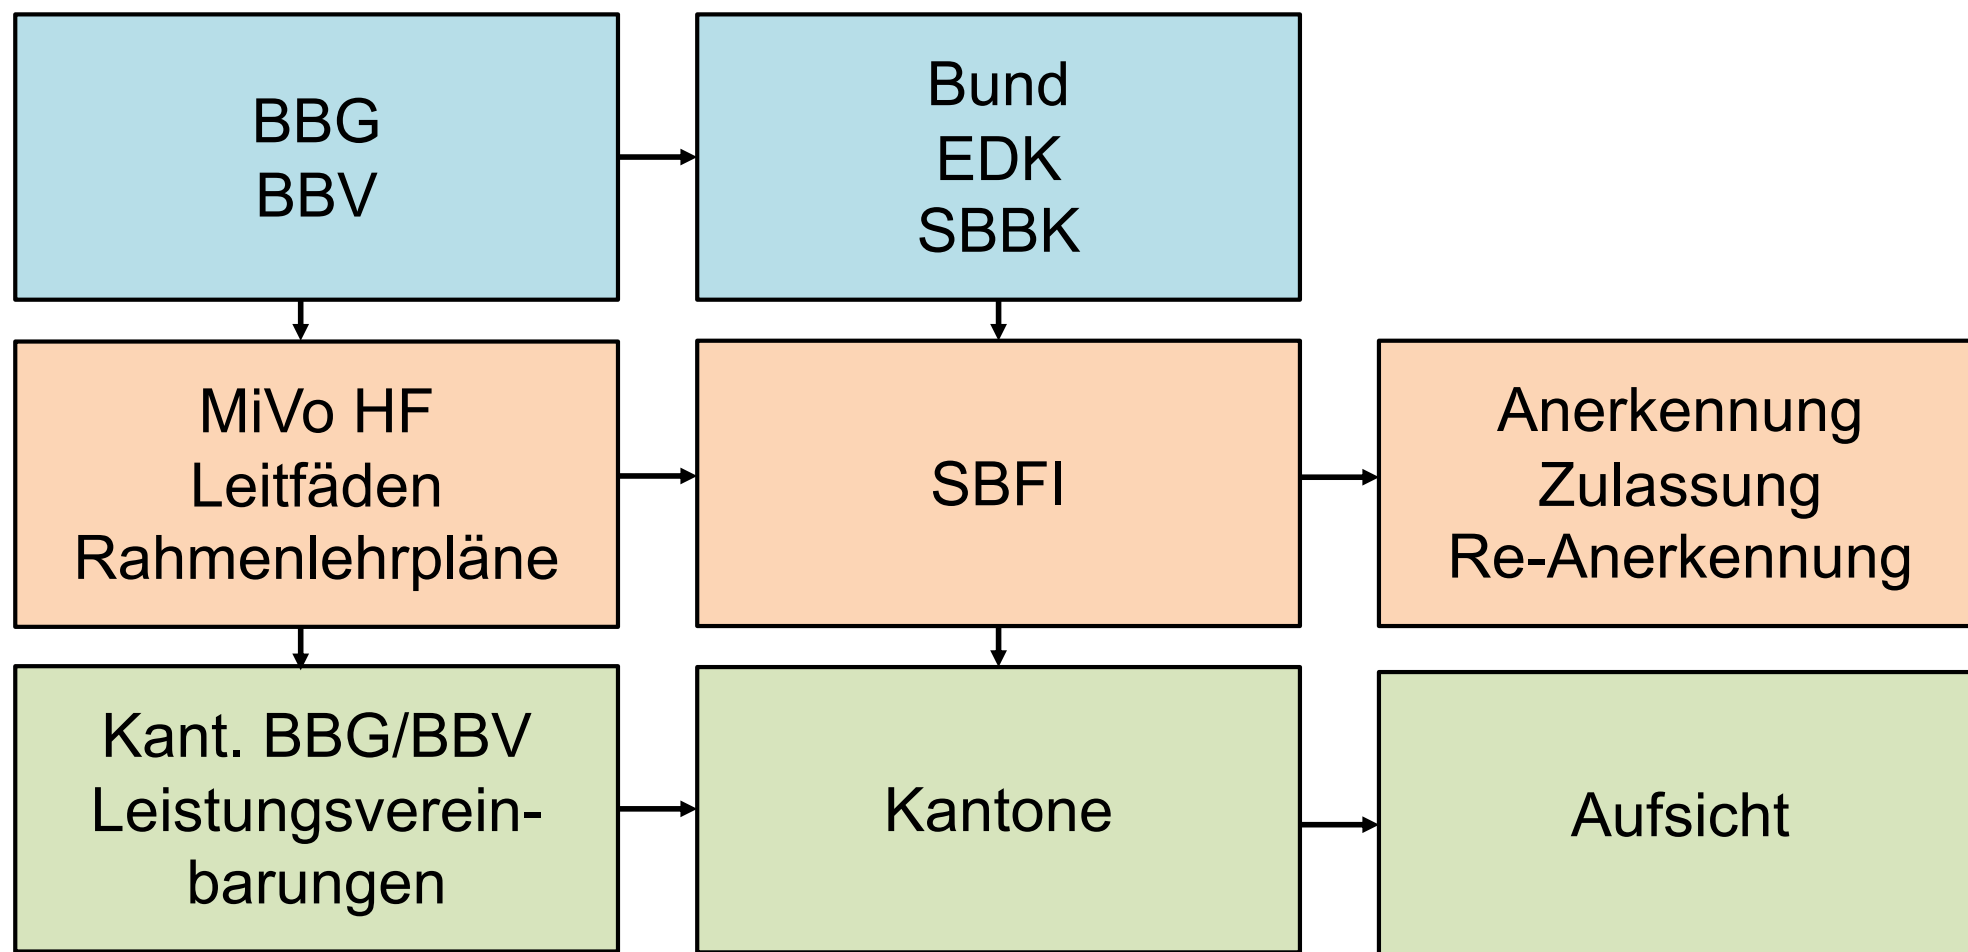 BBG
BBV
Bund
EDK
SBBK
MiVo HF
Leitfäden
Rahmenlehrpläne
SBFI
Anerkennung
Zulassung
Re-Anerkennung
Kant. BBG/BBV
Leistungsverein-
barungen
Kantone
Aufsicht